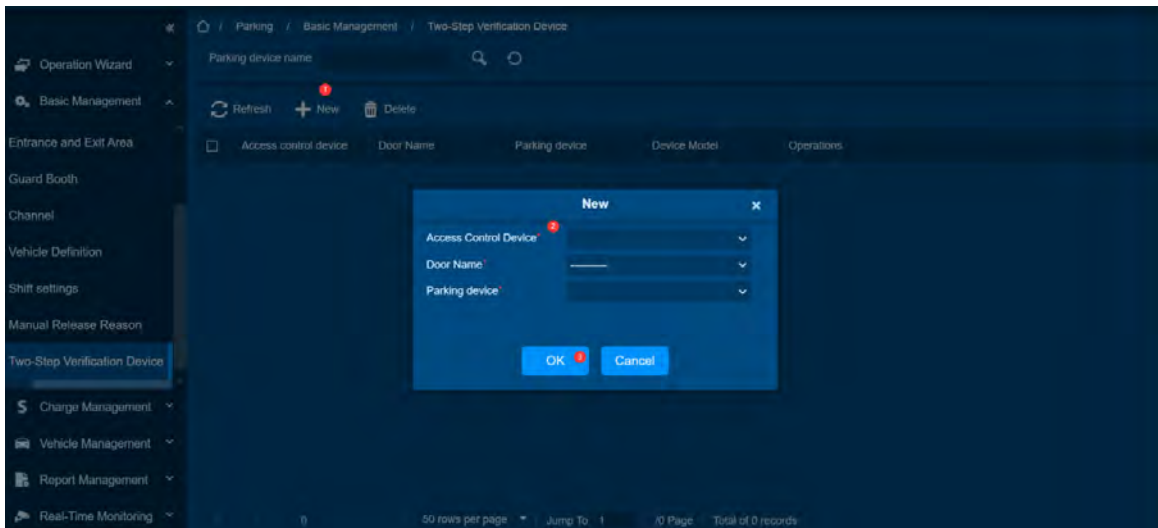 / Parking / Basic Management / Two-Step Verification Device
Parking device name
Operation Wizard
Basic Management
Entrance and Exit Area
Guard Booth
Channel
Vehicle Definition
Shift settings
Manual Release Reason
Two-Step Verification Device
Charge Management
Vehicle Management
Report Management
Real-Time Monitoring
1
Refresh New Delete
Access control device Door Name Parking device Device Model Operations
New x
2
Access Control Device*
Door Name* ---------
Parking device*
OK 3 Cancel
0 50 rows per page Jump To 1 /0 Page Total of 0 records